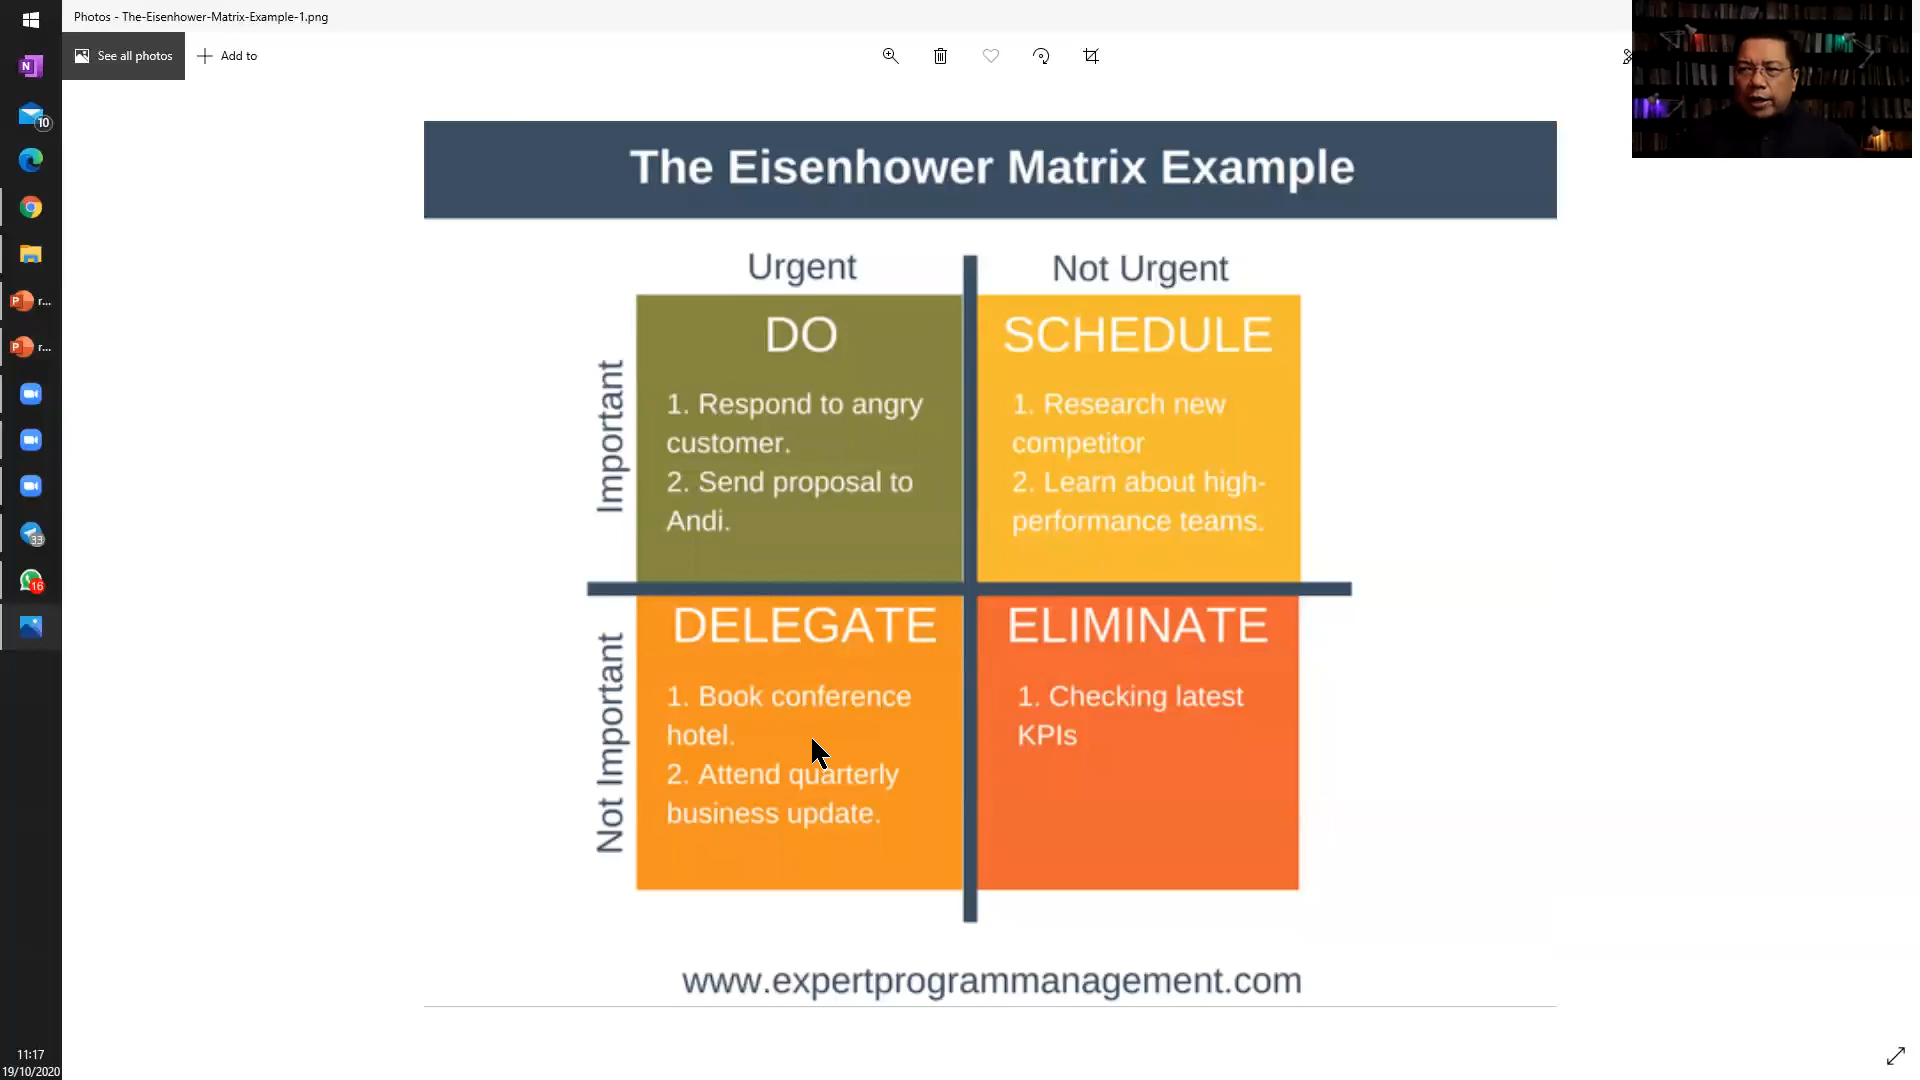 Photos - The-Eisenhower-Matrix-Example-1.png
See all photos
Add to
N
10
P r...
P r...
33
16
11:17
19/10/2020
The Eisenhower Matrix Example
Urgent
Not Urgent
Important
DO
1. Respond to angry
customer.
2. Send proposal to
Andi.
SCHEDULE
1. Research new
competitor
2. Learn about high-
performance teams.
Not Important
DELEGATE
1. Book conference
hotel.
2. Attend quarterly
business update.
ELIMINATE
1. Checking latest
KPIs
www.expertprogrammanagement.com